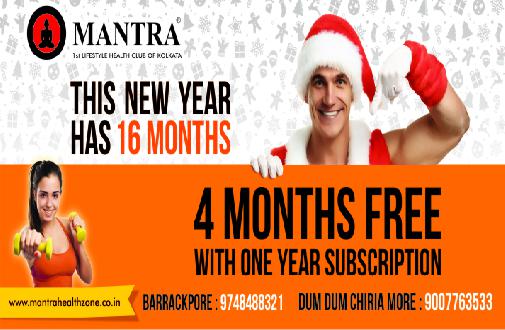 MANTRA®
1st LIFESTYLE HEALTH CLUB OF KOLKATA
THIS NEW YEAR
HAS 16 MONTHS
4 MONTHS FREE
WITH ONE YEAR SUBSCRIPTION
www.mantrahealthzone.co.in
BARRACKPORE : 9748488321 DUM DUM CHIRIA MORE : 9007763533